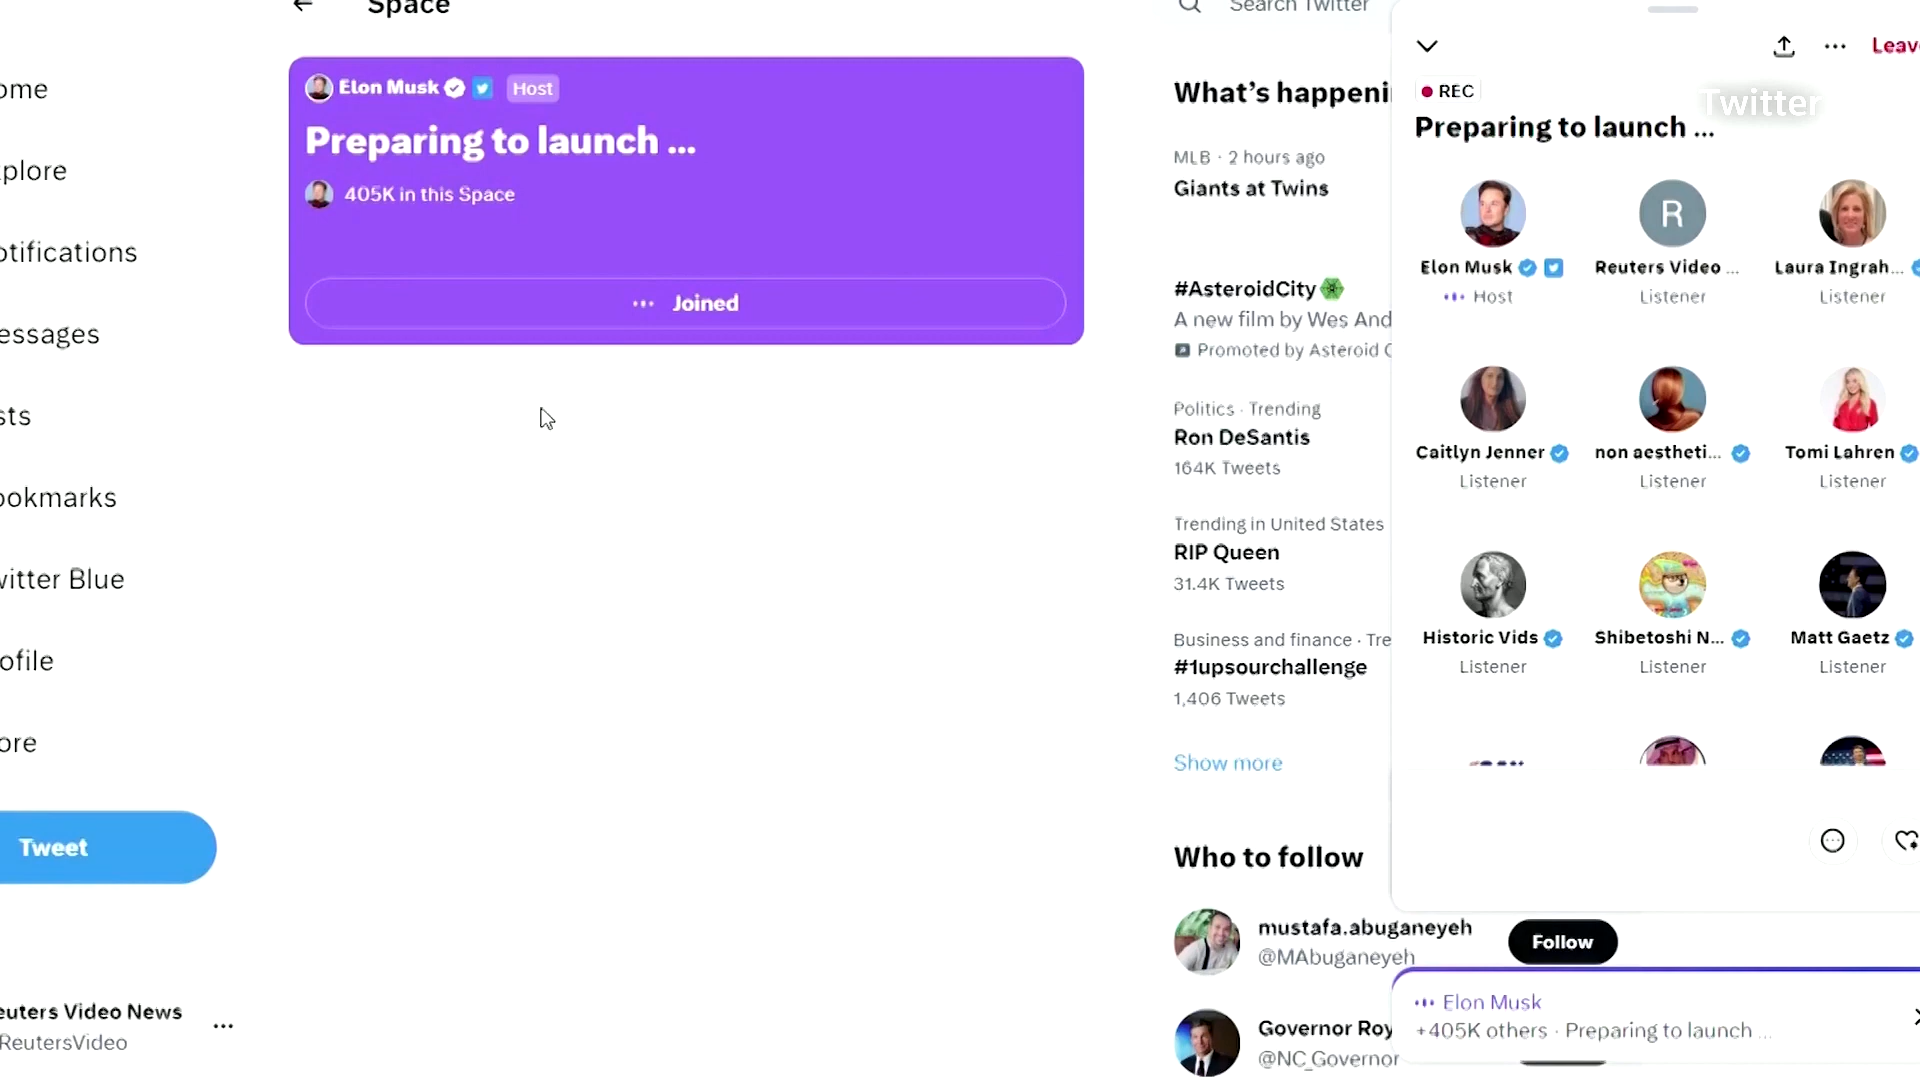 ome
plore
otifications
essages
sts
ookmarks
witter Blue
ofile
ore
Tweet
euters Video News
ReutersVideo
Space
Elon Musk Host
Preparing to launch ...
405K in this Space
Joined
Search Twitter
What's happeni
MLB · 2 hours ago
Giants at Twins
#AsteroidCity
A new film by Wes And
Promoted by Asteroid C
Politics · Trending
Ron DeSantis
164K Tweets
Trending in United States
RIP Queen
31.4K Tweets
Business and finance · Tre
#1upsourchallenge
1,406 Tweets
Show more
Who to follow
mustafa.abuganeyeh
@MAbuganeyeh
Follow
Governor Roy
@NC_Governor
Leave
REC
Twitter
Preparing to launch ...
R
Elon Musk
Host
Reuters Video ...
Listener
Laura Ingrah...
Listener
Caitlyn Jenner
Listener
non aestheti...
Listener
Tomi Lahren
Listener
Historic Vids
Listener
Shibetoshi N...
Listener
Matt Gaetz
Listener
Elon Musk
+405K others · Preparing to launch ...